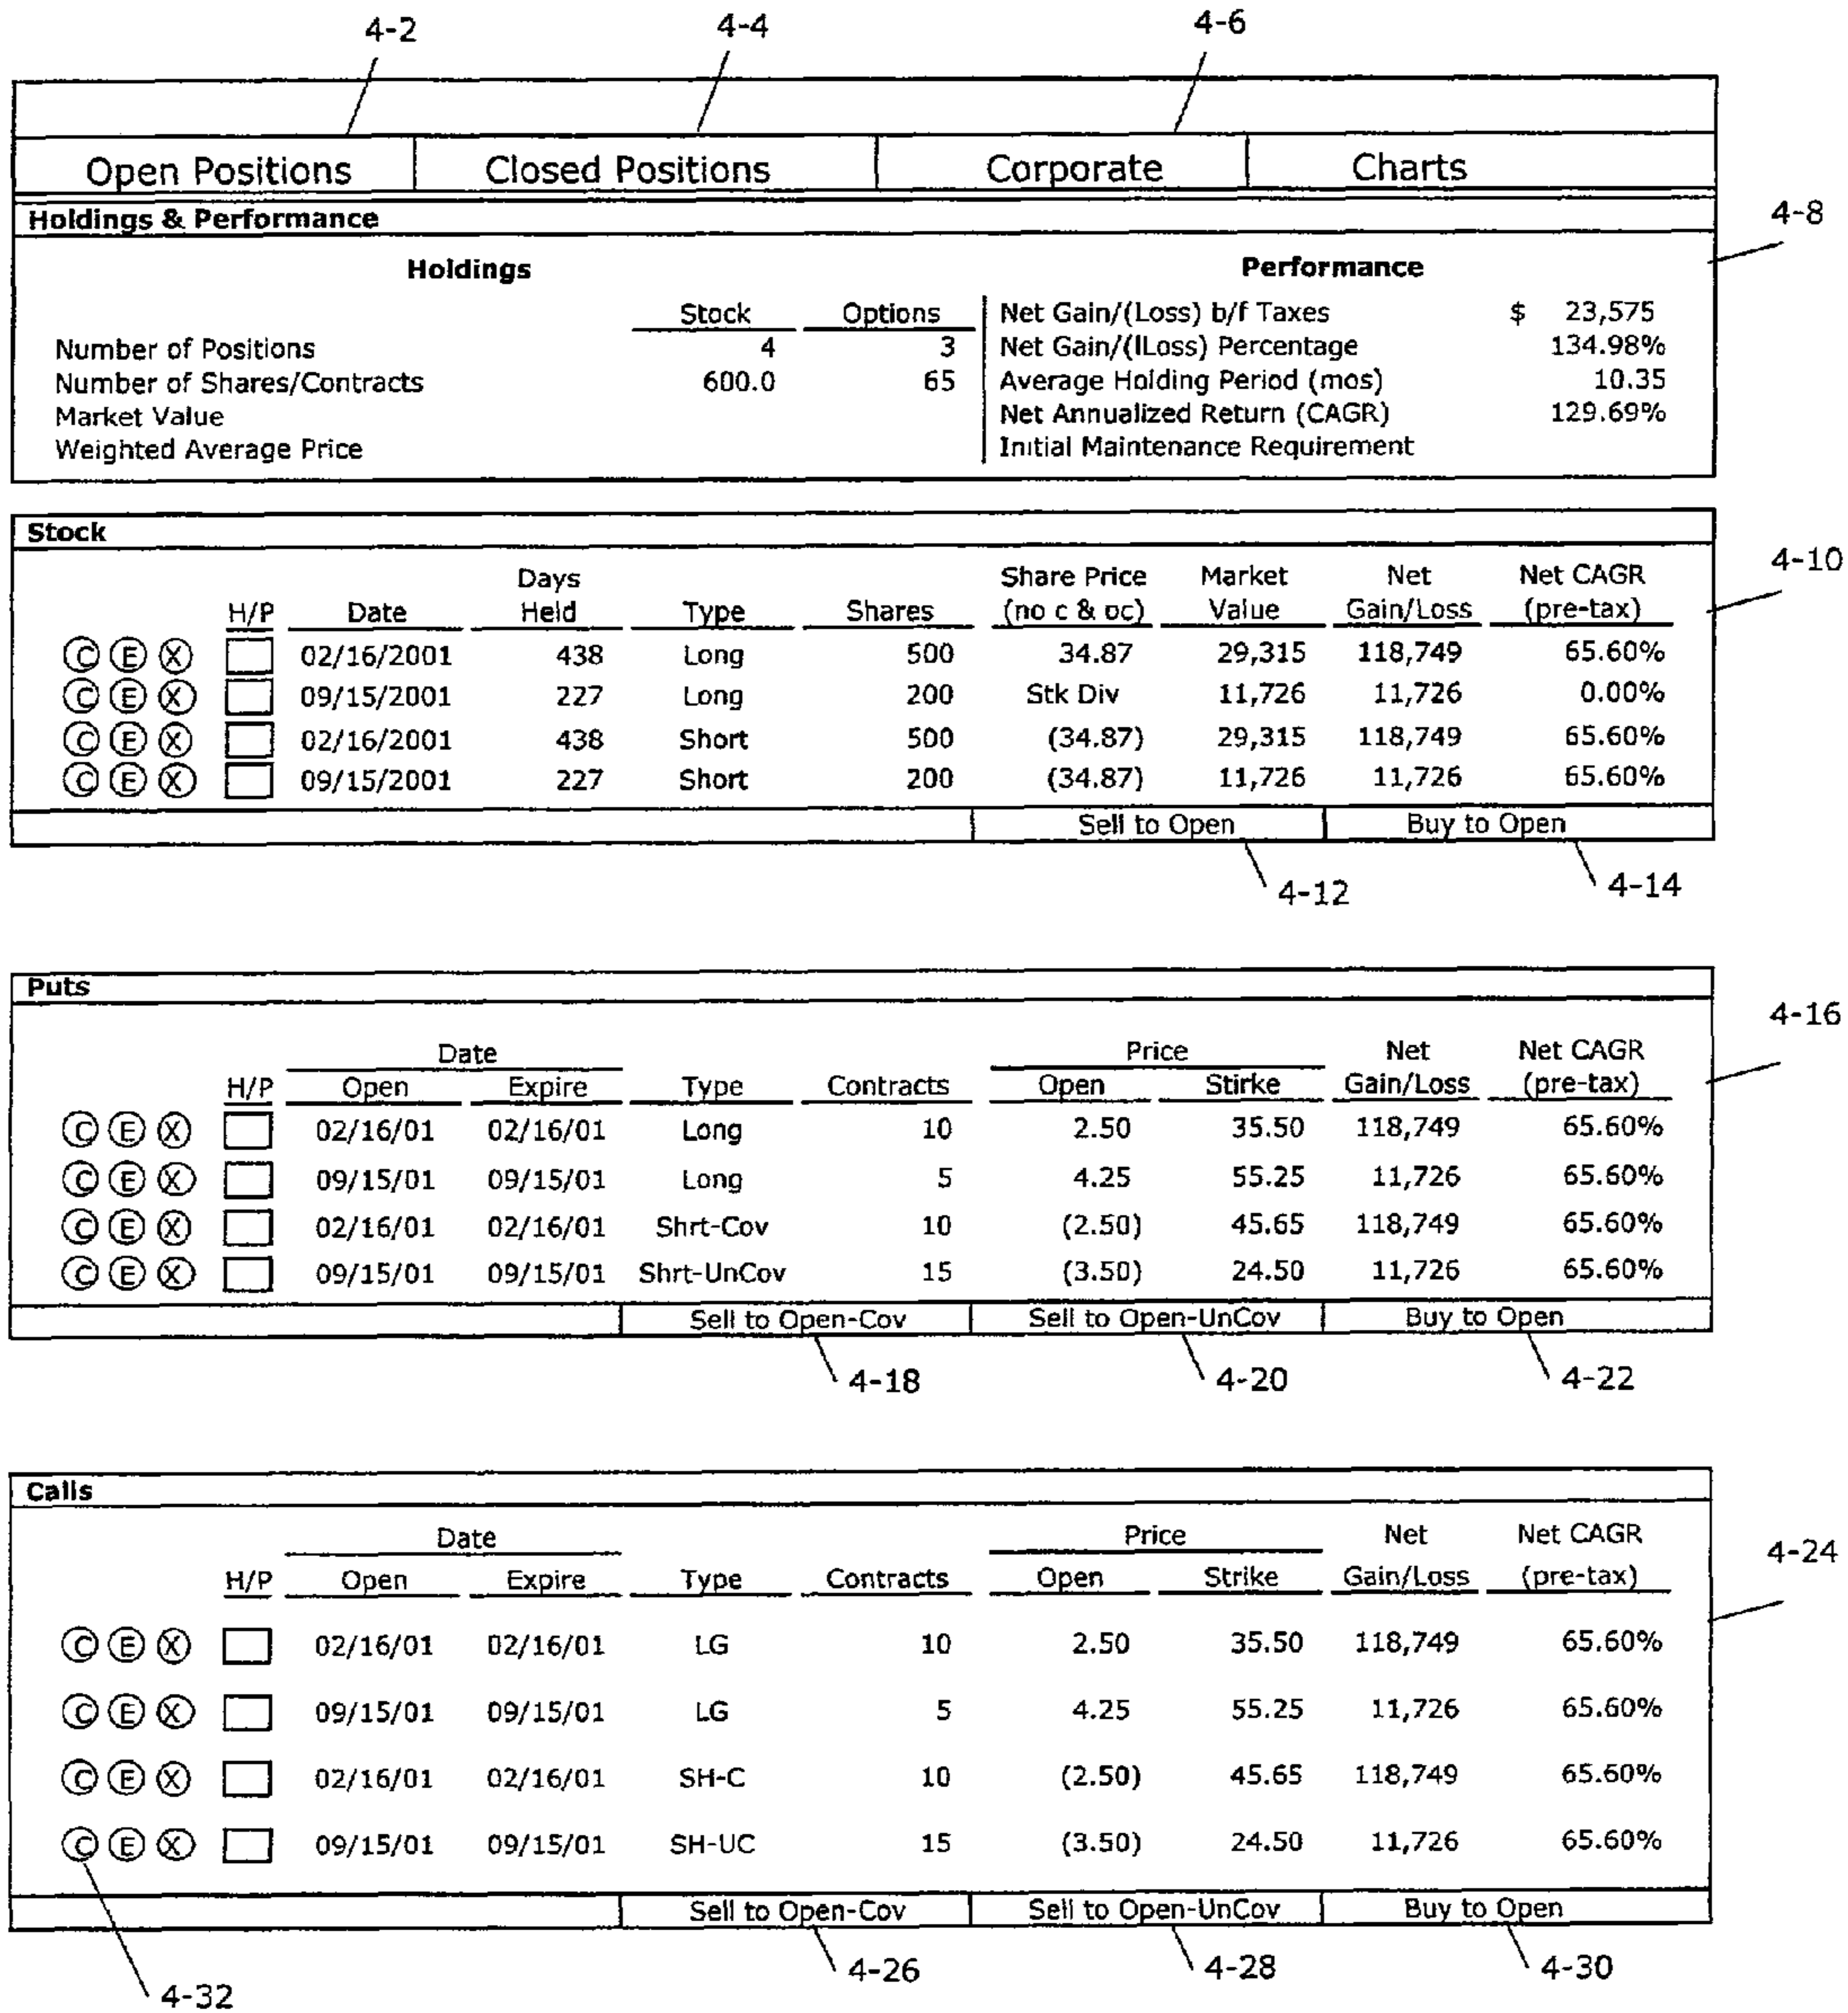 4-2 4-4 4-6
Open Positions Closed Positions Corporate Charts
Holdings & Performance
4-8
Holdings Performance
Stock Options Net Gain/(Loss) b/f Taxes $ 23,575
Number of Positions 4 3 Net Gain/(lLoss) Percentage 134.98%
Number of Shares/Contracts 600.0 65 Average Holding Period (mos) 10.35
Market Value Net Annualized Return (CAGR) 129.69%
Weighted Average Price Initial Maintenance Requirement
Stock
4-10
Days Share Price Market Net Net CAGR
H/P Date Held Type Shares (no c & oc) Value Gain/Loss (pre-tax)
C E X 02/16/2001 438 Long 500 34.87 29,315 118,749 65.60%
C E X 09/15/2001 227 Long 200 Stk Div 11,726 11,726 0.00%
C E X 02/16/2001 438 Short 500 (34.87) 29,315 118,749 65.60%
C E X 09/15/2001 227 Short 200 (34.87) 11,726 11,726 65.60%
Sell to Open Buy to Open
4-12 4-14
Puts
4-16
Date Price Net Net CAGR
H/P Open Expire Type Contracts Open Stirke Gain/Loss (pre-tax)
C E X 02/16/01 02/16/01 Long 10 2.50 35.50 118,749 65.60%
C E X 09/15/01 09/15/01 Long 5 4.25 55.25 11,726 65.60%
C E X 02/16/01 02/16/01 Shrt-Cov 10 (2.50) 45.65 118,749 65.60%
C E X 09/15/01 09/15/01 Shrt-UnCov 15 (3.50) 24.50 11,726 65.60%
Sell to Open-Cov Sell to Open-UnCov Buy to Open
4-18 4-20 4-22
Calls
Date Price Net Net CAGR
4-24
H/P Open Expire Type Contracts Open Strike Gain/Loss (pre-tax)
C E X 02/16/01 02/16/01 LG 10 2.50 35.50 118,749 65.60%
C E X 09/15/01 09/15/01 LG 5 4.25 55.25 11,726 65.60%
C E X 02/16/01 02/16/01 SH-C 10 (2.50) 45.65 118,749 65.60%
C E X 09/15/01 09/15/01 SH-UC 15 (3.50) 24.50 11,726 65.60%
Sell to Open-Cov Sell to Open-UnCov Buy to Open
4-26 4-28 4-30
4-32